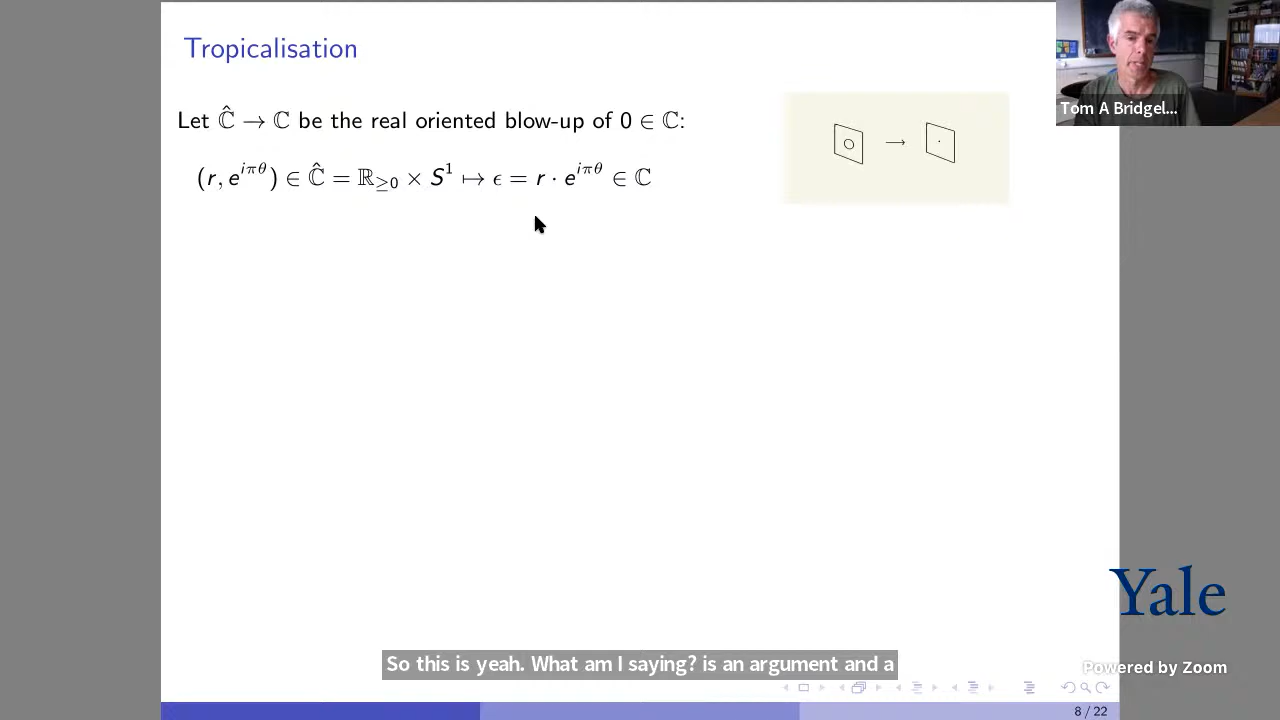 Tropicalisation
Tom A Bridgel...
Let Ĉ → ℂ be the real oriented blow-up of 0 ∈ ℂ:
(r, e^{iπθ}) ∈ Ĉ = ℝ_{≥0} × S^1 ↦ ϵ = r · e^{iπθ} ∈ ℂ
Yale
So this is yeah. What am I saying? is an argument and a
Powered by Zoom
8 / 22